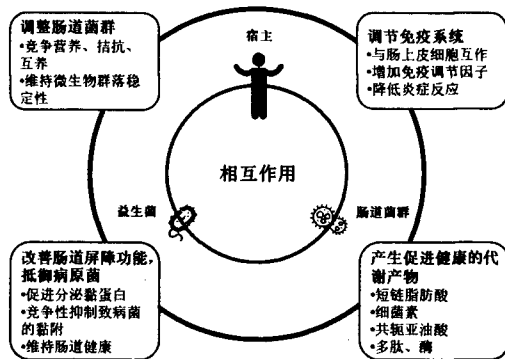 调整肠道菌群
•竞争营养、拮抗、
互养
•维持微生物群落稳
定性
宿主
调节免疫系统
•与肠上皮细胞互作
•增加免疫调节因子
•降低炎症反应
相互作用
益生菌
肠道菌群
改善肠道屏障功能，
抵御病原菌
•促进分泌黏蛋白
•竞争性抑制致病菌
的黏附
•维持肠道健康
产生促进健康的代
谢产物
•短链脂肪酸
•细菌素
•共轭亚油酸
•多肽、酶